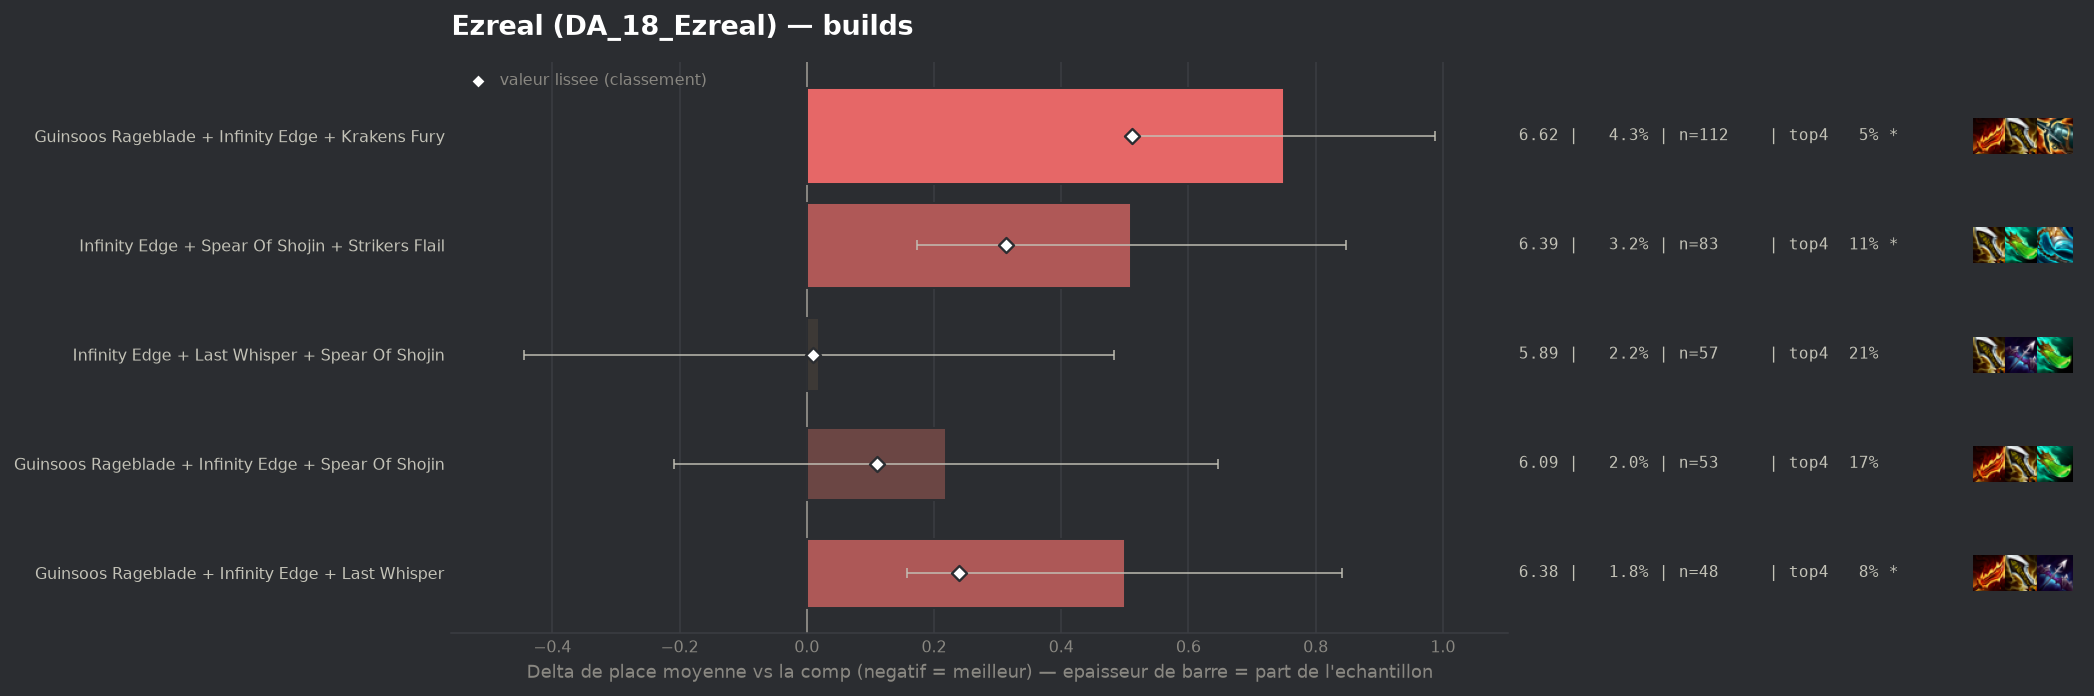 Ezreal (DA_18_Ezreal) — builds
valeur lissee (classement)
Guinsoos Rageblade + Infinity Edge + Krakens Fury 6.62 | 4.3% | n=112 | top4 5% *
Infinity Edge + Spear Of Shojin + Strikers Flail 6.39 | 3.2% | n=83 | top4 11% *
Infinity Edge + Last Whisper + Spear Of Shojin 5.89 | 2.2% | n=57 | top4 21%
Guinsoos Rageblade + Infinity Edge + Spear Of Shojin 6.09 | 2.0% | n=53 | top4 17%
Guinsoos Rageblade + Infinity Edge + Last Whisper 6.38 | 1.8% | n=48 | top4 8% *
−0.4 −0.2 0.0 0.2 0.4 0.6 0.8 1.0
Delta de place moyenne vs la comp (negatif = meilleur) — epaisseur de barre = part de l'echantillon